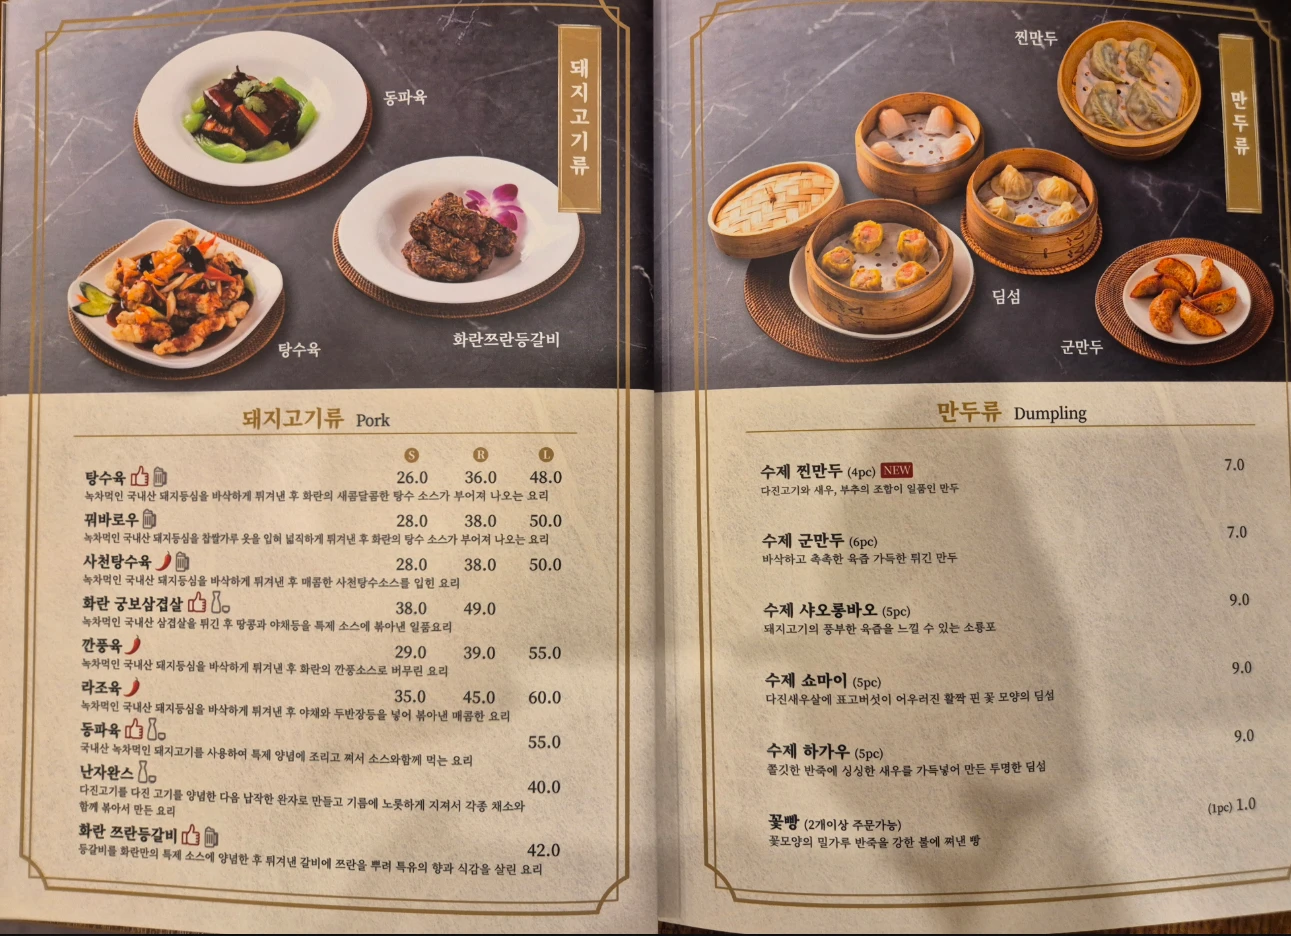 동파육
돼지고기류
화란쯔란등갈비
탕수육
돼지고기류 Pork
S R L
탕수육 26.0 36.0 48.0
녹차먹인 국내산 돼지등심을 바삭하게 튀겨낸 후 화란의 새콤달콤한 탕수 소스가 부어져 나오는 요리
꿔바로우 28.0 38.0 50.0
녹차먹인 국내산 돼지등심을 찹쌀가루 옷을 입혀 넓직하게 튀겨낸 후 화란의 탕수 소스가 부어져 나오는 요리
사천탕수육 28.0 38.0 50.0
녹차먹인 국내산 돼지등심을 바삭하게 튀겨낸 후 매콤한 사천탕수소스를 입힌 요리
화란 궁보삼겹살 38.0 49.0
녹차먹인 국내산 삼겹살을 튀긴 후 땅콩과 야채등을 특제 소스에 볶아낸 일품요리
깐풍육 29.0 39.0 55.0
녹차먹인 국내산 돼지등심을 바삭하게 튀겨낸 후 화란의 깐풍소스로 버무린 요리
라조육 35.0 45.0 60.0
녹차먹인 국내산 돼지등심을 바삭하게 튀겨낸 후 야채와 두반장등을 넣어 볶아낸 매콤한 요리
동파육 55.0
국내산 녹차먹인 돼지고기를 사용하여 특제 양념에 조리고 쪄서 소스와함께 먹는 요리
난자완스 40.0
다진고기를 다진 고기를 양념한 다음 납작한 완자로 만들고 기름에 노릇하게 지져서 각종 채소와
함께 볶아서 만든 요리
화란 쯔란등갈비 42.0
등갈비를 화란만의 특제 소스에 양념한 후 튀겨낸 갈비에 쯔란을 뿌려 특유의 향과 식감을 살린 요리
찐만두
만두류
딤섬
군만두
만두류 Dumpling
수제 찐만두 (4pc) NEW 7.0
다진고기와 새우, 부추의 조합이 일품인 만두
수제 군만두 (6pc) 7.0
바삭하고 촉촉한 육즙 가득한 튀긴 만두
수제 샤오롱바오 (5pc) 9.0
돼지고기의 풍부한 육즙을 느낄 수 있는 소룡포
수제 쇼마이 (5pc) 9.0
다진새우살에 표고버섯이 어우러진 활짝 핀 꽃 모양의 딤섬
수제 하가우 (5pc) 9.0
쫄깃한 반죽에 싱싱한 새우를 가득넣어 만든 투명한 딤섬
꽃빵 (2개이상 주문가능) (1pc) 1.0
꽃모양의 밀가루 반죽을 강한 불에 쪄낸 빵